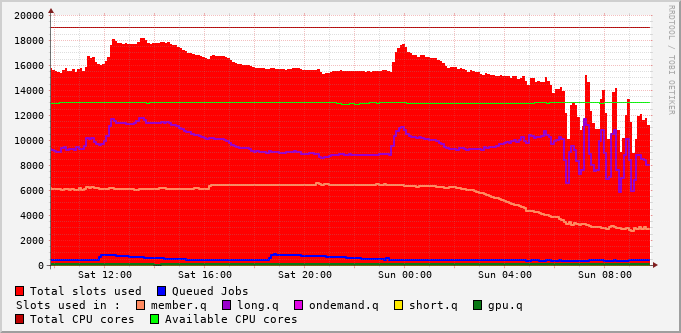 RRDTOOL / TOBI OETIKER
20000
18000
16000
14000
12000
10000
8000
6000
4000
2000
0
Sat 12:00 Sat 16:00 Sat 20:00 Sun 00:00 Sun 04:00 Sun 08:00
Total slots used Queued Jobs
Slots used in : member.q long.q ondemand.q short.q gpu.q
Total CPU cores Available CPU cores